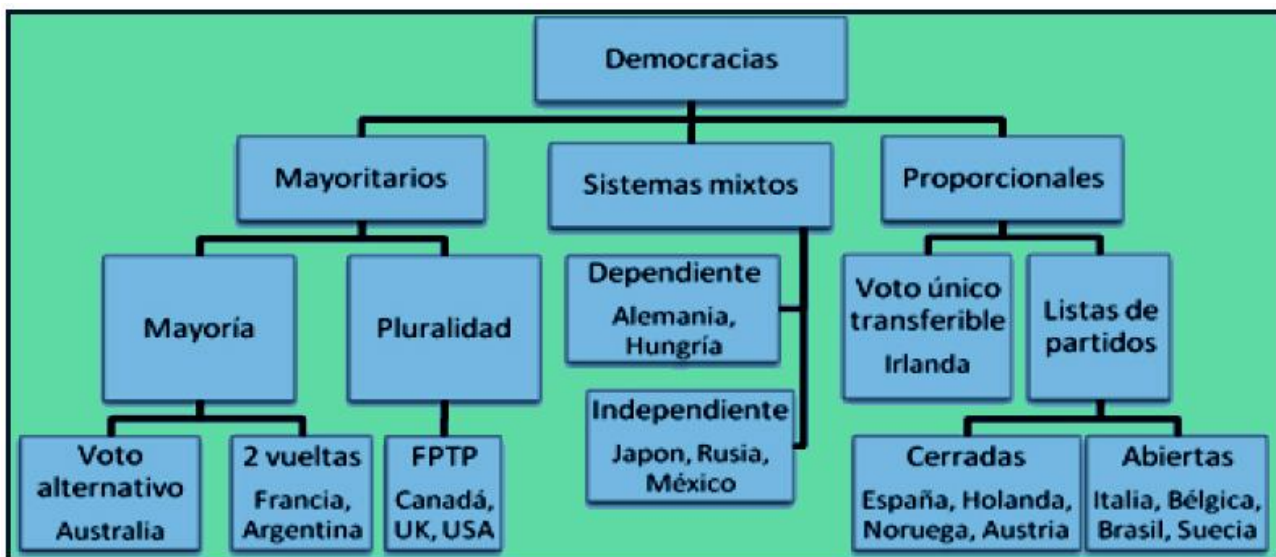 Democracias
Mayoritarios
Sistemas mixtos
Proporcionales
Mayoría
Pluralidad
Dependiente
Alemania,
Hungría
Voto único
transferible
Irlanda
Listas de
partidos
Voto
alternativo
Australia
2 vueltas
Francia,
Argentina
FPTP
Canadá,
UK, USA
Independiente
Japon, Rusia,
México
Cerradas
España, Holanda,
Noruega, Austria
Abiertas
Italia, Bélgica,
Brasil, Suecia